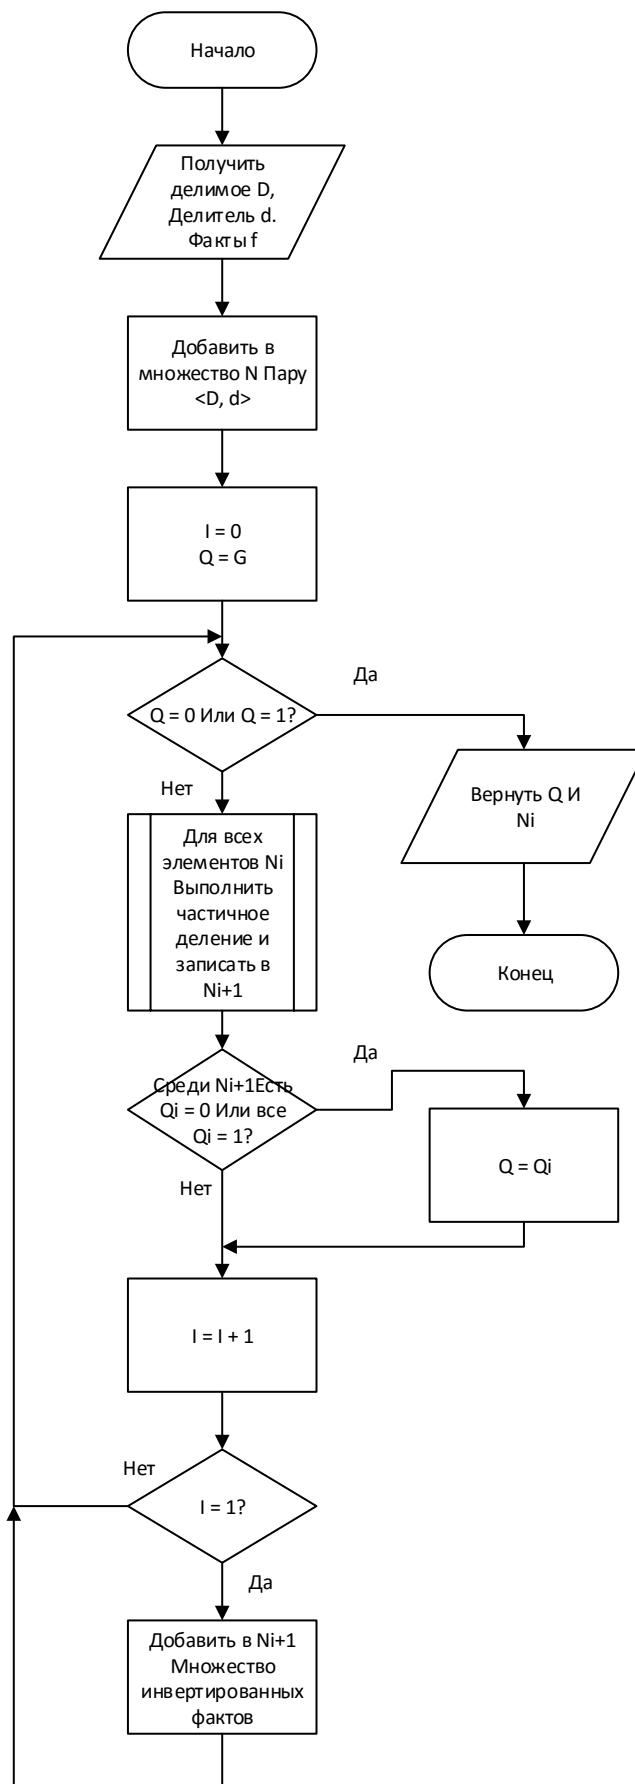 Начало
Получить
делимое D,
Делитель d.
Факты f
Добавить в
множество N Пару
<D, d>
I = 0
Q = G
Q = 0 Или Q = 1?
Да
Нет
Вернуть Q И
Ni
Для всех
элементов Ni
Выполнить
частичное
деление и
записать в
Ni+1
Конец
Среди Ni+1Есть
Qi = 0 Или все
Qi = 1?
Да
Нет
Q = Qi
I = I + 1
I = 1?
Нет
Да
Добавить в Ni+1
Множество
инвертированных
фактов